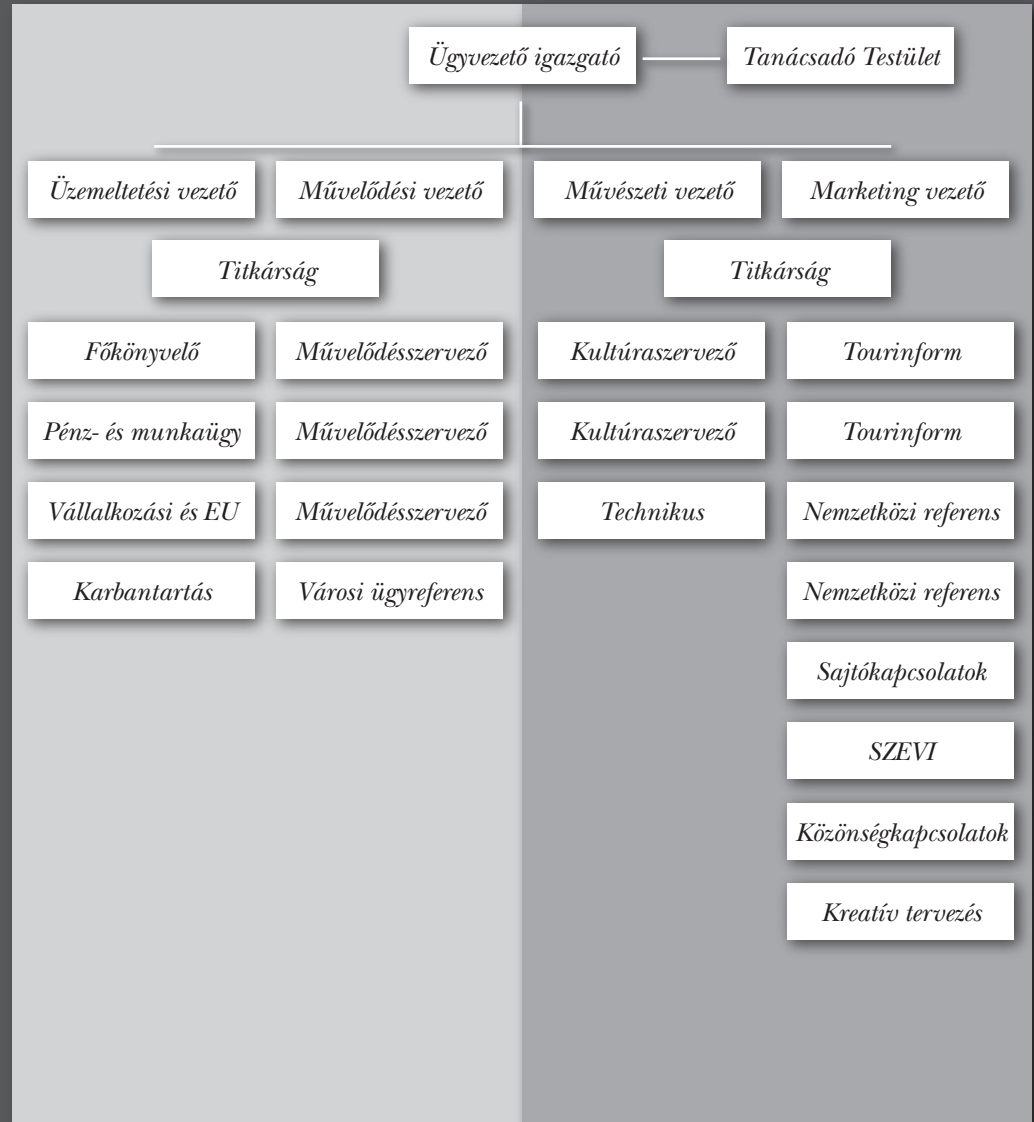 Ügyvezető igazgató
Tanácsadó Testület
Üzemeltetési vezető
Művelődési vezető
Művészeti vezető
Marketing vezető
Titkárság
Titkárság
Főkönyvelő
Művelődésszervező
Kultúraszervező
Tourinform
Pénz- és munkaügy
Művelődésszervező
Kultúraszervező
Tourinform
Vállalkozási és EU
Művelődésszervező
Technikus
Nemzetközi referens
Karbantartás
Városi ügyreferens
Nemzetközi referens
Sajtókapcsolatok
SZEVI
Közönségkapcsolatok
Kreatív tervezés